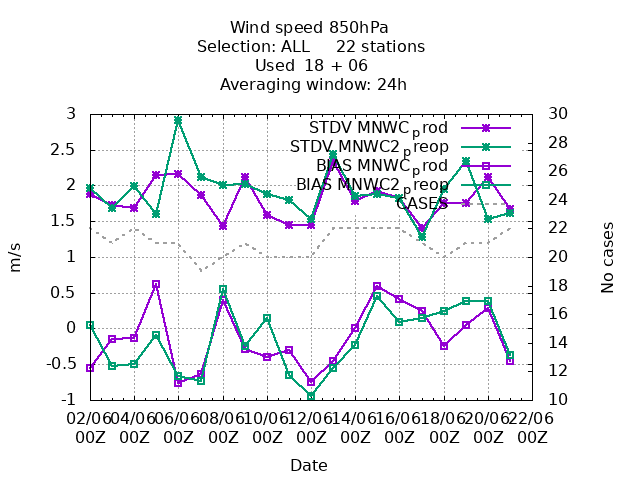 Wind speed 850hPa
Selection: ALL 22 stations
Used 18 + 06
Averaging window: 24h
STDV MNWCprod
STDV MNWC2preop
BIAS MNWCprod
BIAS MNWC2preop
CASES
3
2.5
2
1.5
1
0.5
0
-0.5
-1
m/s
30
28
26
24
22
20
18
16
14
12
10
No cases
02/06 04/06 06/06 08/06 10/06 12/06 14/06 16/06 18/06 20/06 22/06
00Z 00Z 00Z 00Z 00Z 00Z 00Z 00Z 00Z 00Z 00Z
Date